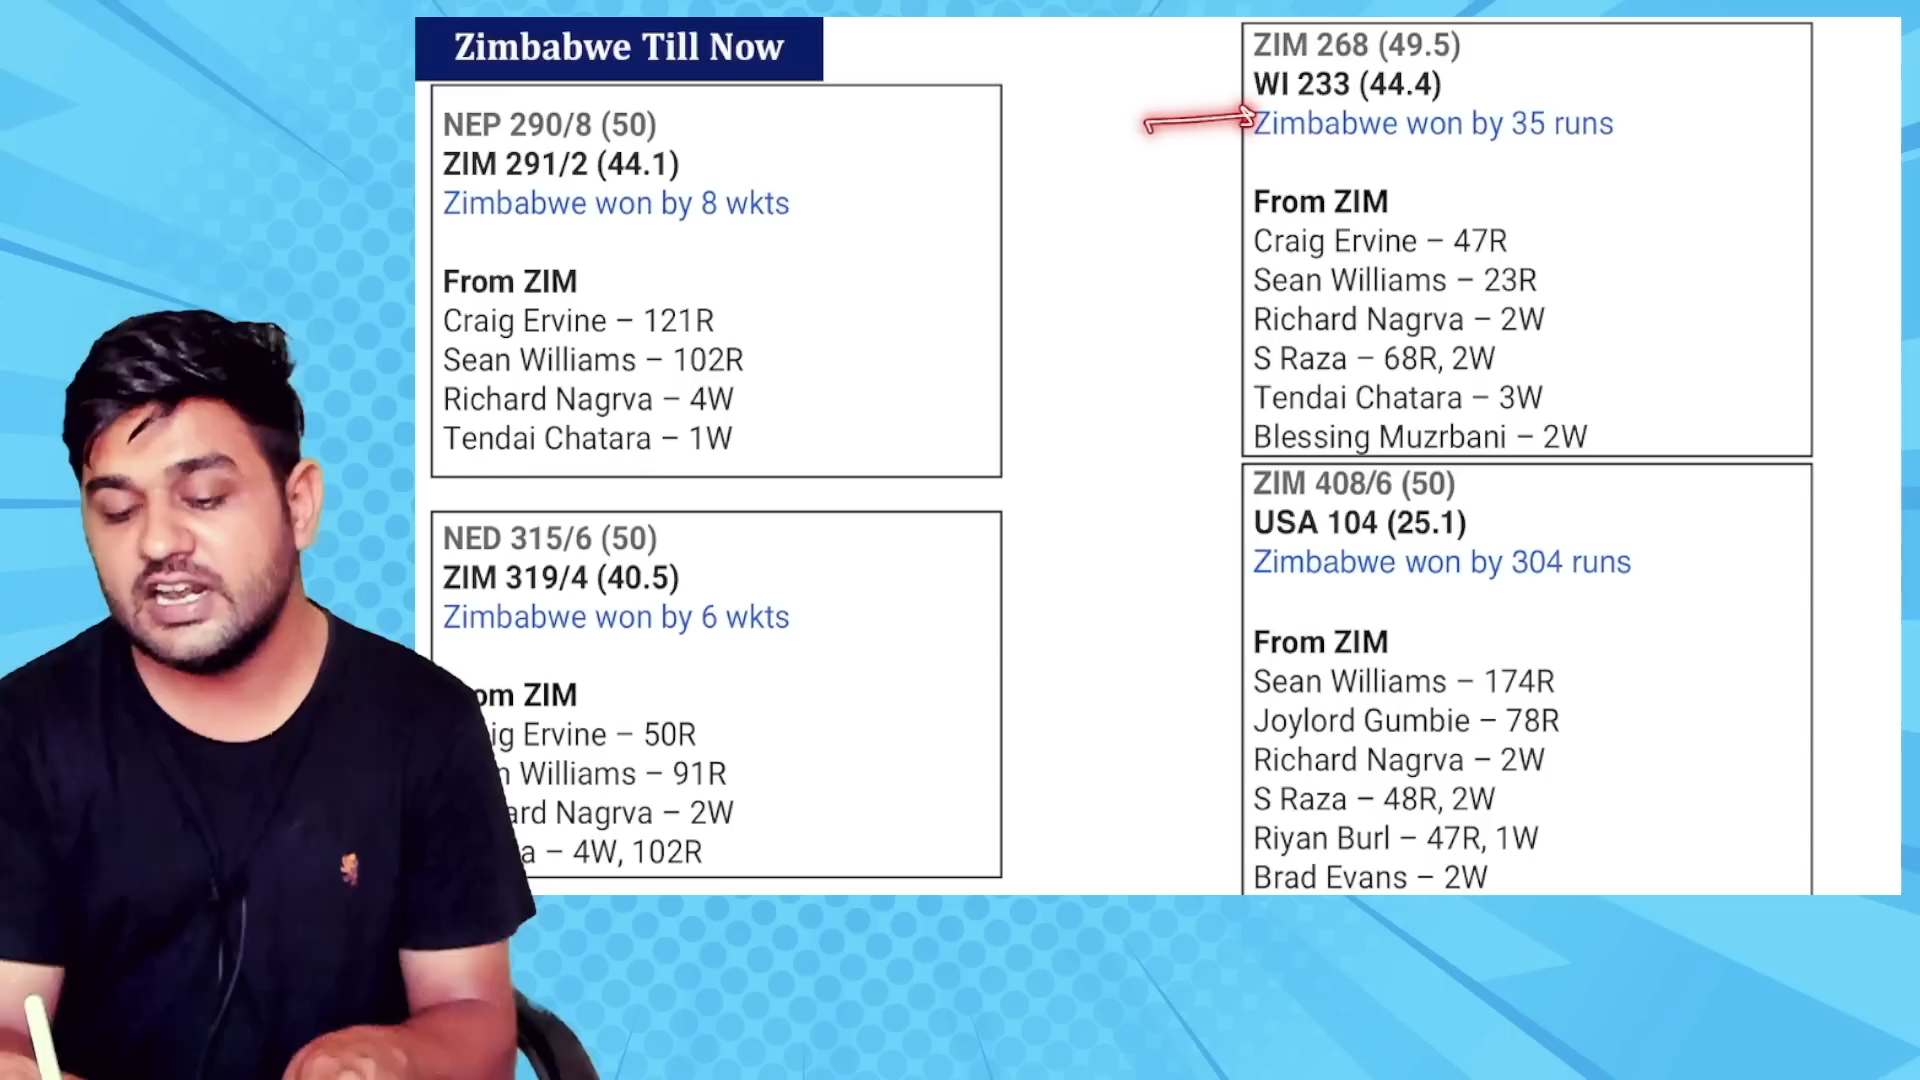 Zimbabwe Till Now
NEP 290/8 (50)
ZIM 291/2 (44.1)
Zimbabwe won by 8 wkts
From ZIM
Craig Ervine – 121R
Sean Williams – 102R
Richard Nagrva – 4W
Tendai Chatara – 1W
NED 315/6 (50)
ZIM 319/4 (40.5)
Zimbabwe won by 6 wkts
om ZIM
ig Ervine – 50R
n Williams – 91R
ard Nagrva – 2W
a – 4W, 102R
ZIM 268 (49.5)
WI 233 (44.4)
Zimbabwe won by 35 runs
From ZIM
Craig Ervine – 47R
Sean Williams – 23R
Richard Nagrva – 2W
S Raza – 68R, 2W
Tendai Chatara – 3W
Blessing Muzrbani – 2W
ZIM 408/6 (50)
USA 104 (25.1)
Zimbabwe won by 304 runs
From ZIM
Sean Williams – 174R
Joylord Gumbie – 78R
Richard Nagrva – 2W
S Raza – 48R, 2W
Riyan Burl – 47R, 1W
Brad Evans – 2W